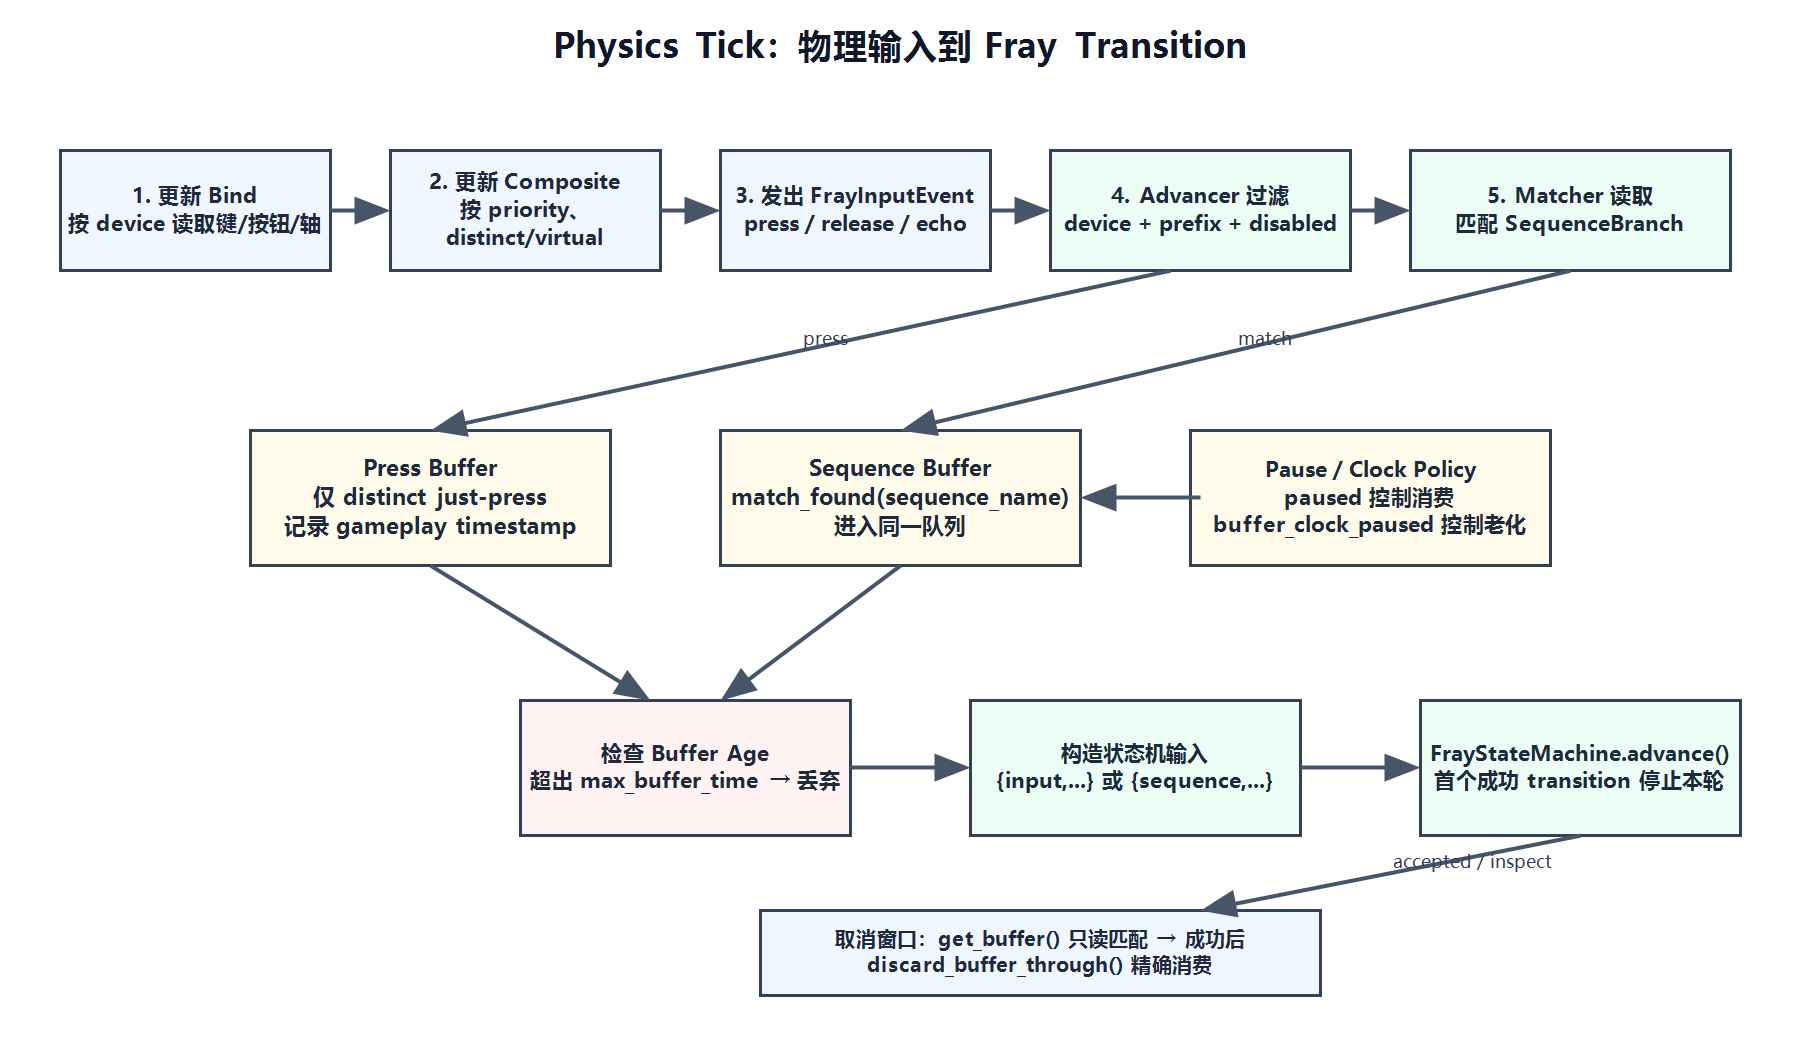 Physics Tick：物理输入到 Fray Transition
1. 更新 Bind
按 device 读取键/按钮/轴
2. 更新 Composite
按 priority、
distinct/virtual
3. 发出 FrayInputEvent
press / release / echo
4. Advancer 过滤
device + prefix + disabled
5. Matcher 读取
匹配 SequenceBranch
press
match
Press Buffer
仅 distinct just-press
记录 gameplay timestamp
Sequence Buffer
match_found(sequence_name)
进入同一队列
Pause / Clock Policy
paused 控制消费
buffer_clock_paused 控制老化
检查 Buffer Age
超出 max_buffer_time → 丢弃
构造状态机输入
{input,...} 或 {sequence,...}
FrayStateMachine.advance()
首个成功 transition 停止本轮
accepted / inspect
取消窗口：get_buffer() 只读匹配 → 成功后
discard_buffer_through() 精确消费